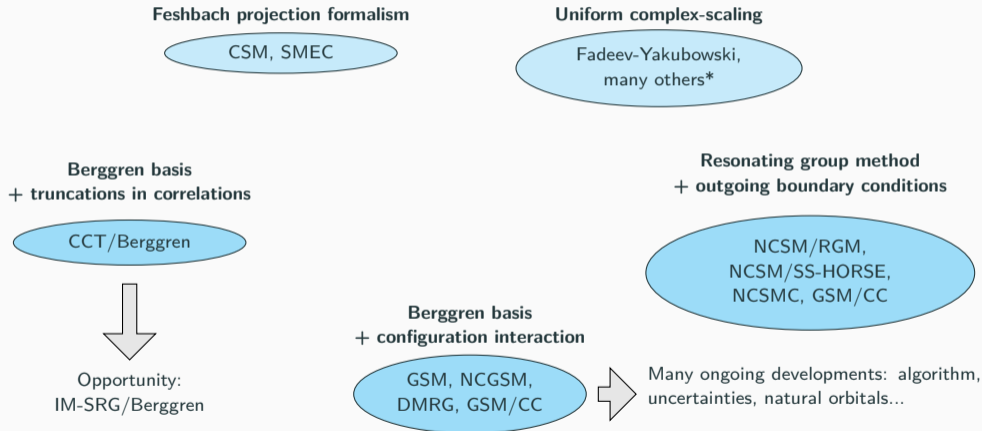 Feshbach projection formalism
CSM, SMEC
Uniform complex-scaling
Fadeev-Yakubowski,
many others*
Berggren basis
+ truncations in correlations
CCT/Berggren
Opportunity:
IM-SRG/Berggren
Resonating group method
+ outgoing boundary conditions
NCSM/RGM,
NCSM/SS-HORSE,
NCSMC, GSM/CC
Berggren basis
+ configuration interaction
GSM, NCGSM,
DMRG, GSM/CC
Many ongoing developments: algorithm,
uncertainties, natural orbitals...